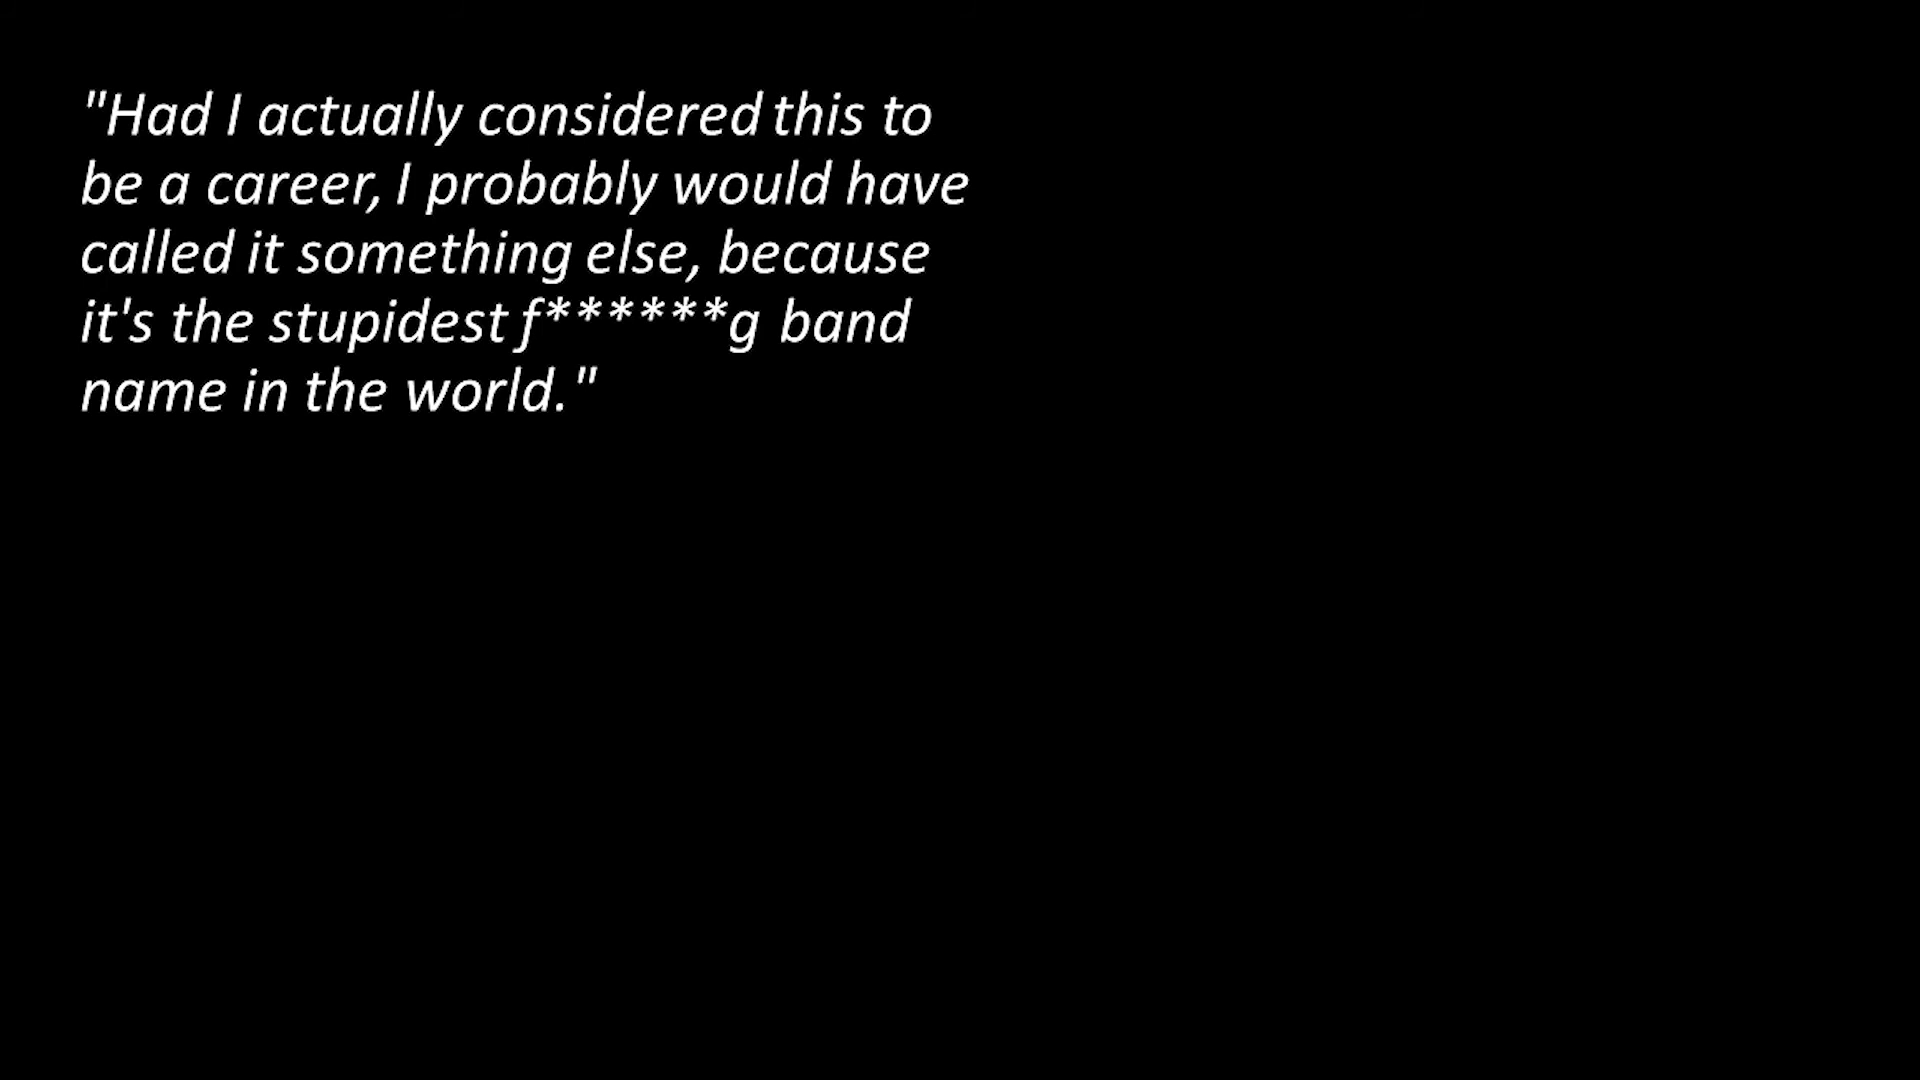 "Had I actually considered this to
be a career, I probably would have
called it something else, because
it's the stupidest f******g band
name in the world."